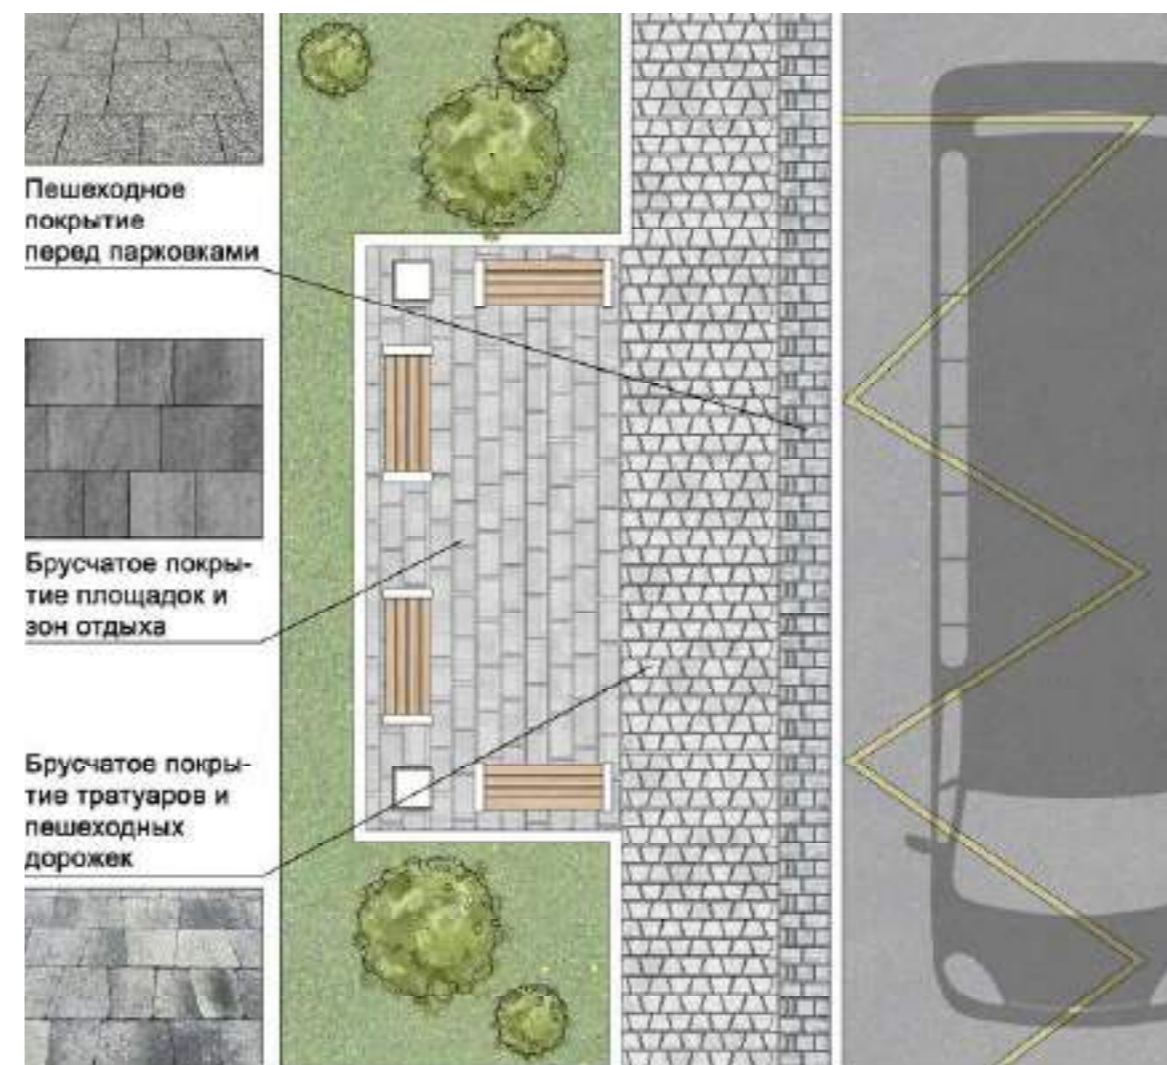 Пешеходное
покрытие
перед парковками
Брусчатое покры-
тие площадок и
зон отдыха
Брусчатое покры-
тие тратуаров и
пешеходных
дорожек